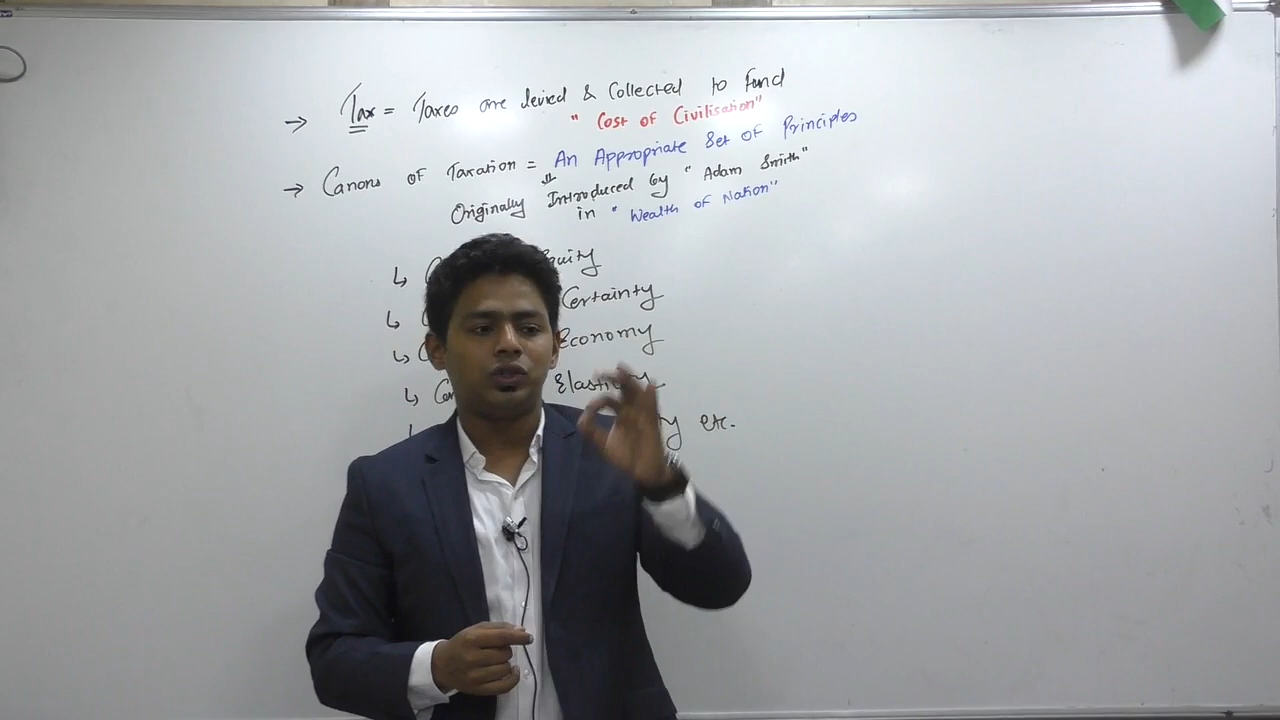 → Tax = Taxes are levied & Collected to Fund
" Cost of Civilisation"
→ Canons of Taxation = An Appropriate Set of Principles
Originally Introduced by " Adam Smith"
in " Wealth of Nation"
↳
↳ Certainty
↳ Economy
↳ Elasticity
etc.